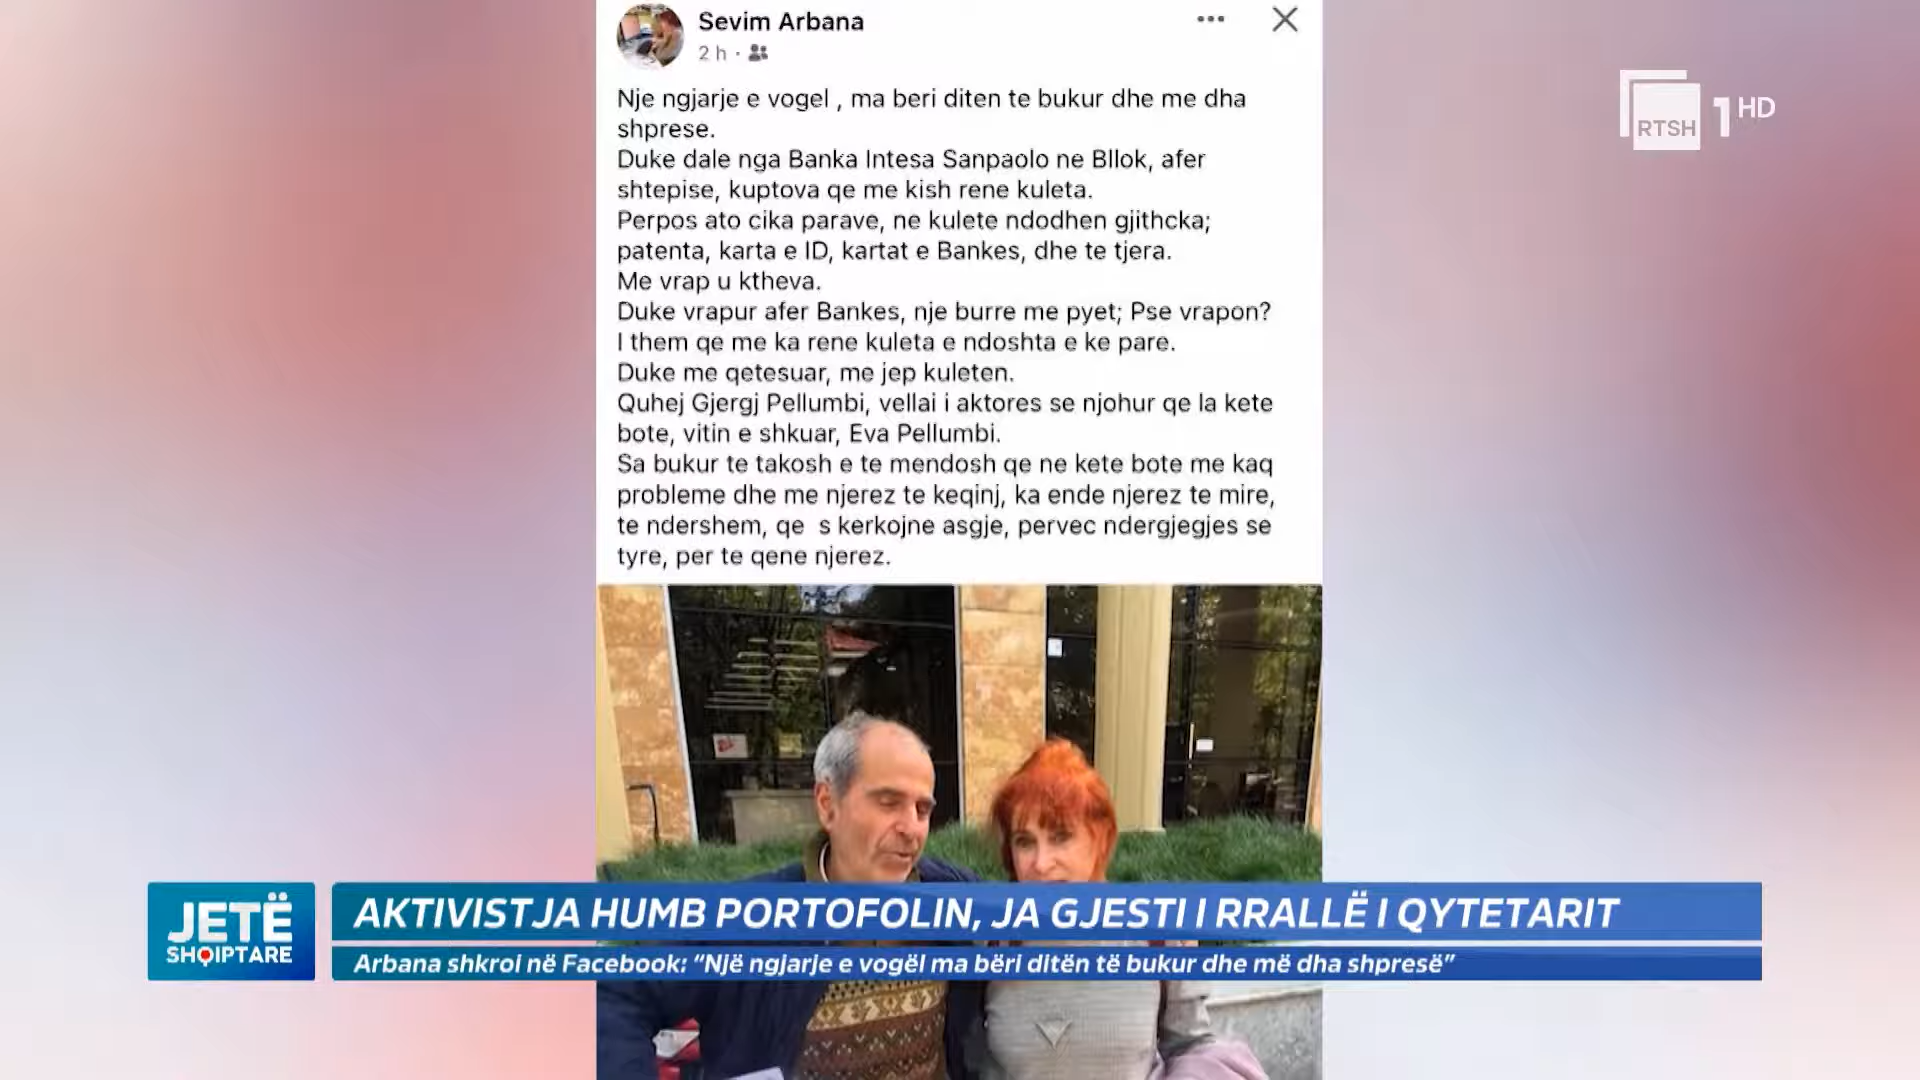 Sevim Arbana
2 h ·
Nje ngjarje e vogel , ma beri diten te bukur dhe me dha
shprese.
Duke dale nga Banka Intesa Sanpaolo ne Bllok, afer
shtepise, kuptova qe me kish rene kuleta.
Perpos ato cika parave, ne kulete ndodhen gjithcka;
patenta, karta e ID, kartat e Bankes, dhe te tjera.
Me vrap u ktheva.
Duke vrapur afer Bankes, nje burre me pyet; Pse vrapon?
I them qe me ka rene kuleta e ndoshta e ke pare.
Duke me qetesuar, me jep kuleten.
Quhej Gjergj Pellumbi, vellai i aktores se njohur qe la kete
bote, vitin e shkuar, Eva Pellumbi.
Sa bukur te takosh e te mendosh qe ne kete bote me kaq
probleme dhe me njerez te keqinj, ka ende njerez te mire,
te ndershem, qe  s kerkojne asgje, pervec ndergjegjes se
tyre, per te qene njerez.
RTSH 1 HD
JETË
SHQIPTARE
AKTIVISTJA HUMB PORTOFOLIN, JA GJESTI I RRALLË I QYTETARIT
Arbana shkroi në Facebook: “Një ngjarje e vogël ma bëri ditën të bukur dhe më dha shpresë”